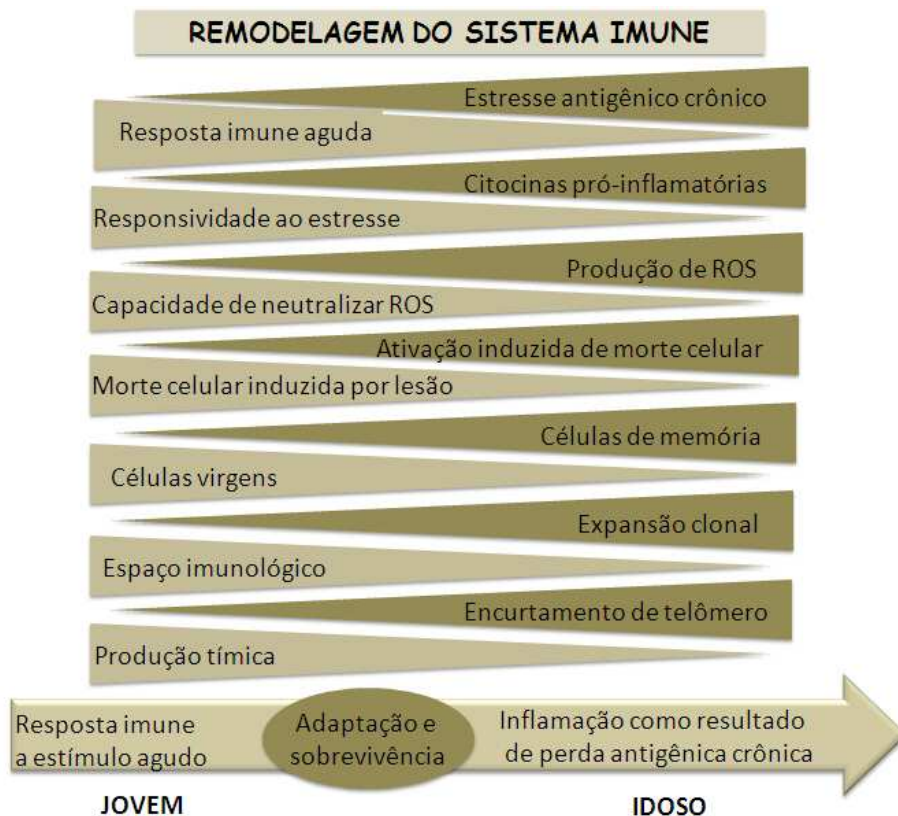 REMODELAGEM DO SISTEMA IMUNE
Estresse antigênico crônico
Resposta imune aguda
Citocinas pró-inflamatórias
Responsividade ao estresse
Produção de ROS
Capacidade de neutralizar ROS
Ativação induzida de morte celular
Morte celular induzida por lesão
Células de memória
Células virgens
Expansão clonal
Espaço imunológico
Encurtamento de telômero
Produção tímica
Resposta imune
a estímulo agudo
Adaptação e
sobrevivência
Inflamação como resultado
de perda antigênica crônica
JOVEM
IDOSO